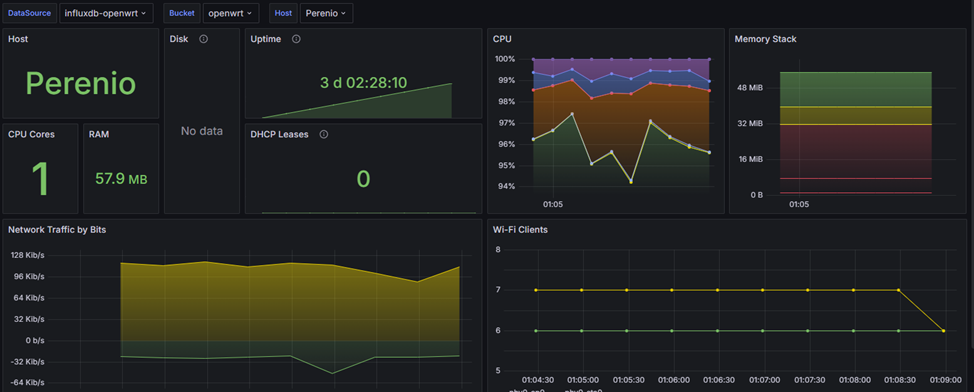 DataSource influxdb-openwrt Bucket openwrt Host Perenio
Host
Perenio
Disk
No data
Uptime
3 d 02:28:10
CPU Cores
1
RAM
57.9 MB
DHCP Leases
0
CPU
100%
99%
98%
97%
96%
95%
94%
01:05
Memory Stack
48 MiB
32 MiB
16 MiB
0 B
01:05
Network Traffic by Bits
128 Kib/s
96 Kib/s
64 Kib/s
32 Kib/s
0 b/s
-32 Kib/s
-64 Kib/s
Wi-Fi Clients
8
7
6
5
01:04:30 01:05:00 01:05:30 01:06:00 01:06:30 01:07:00 01:07:30 01:08:00 01:08:30 01:09:00